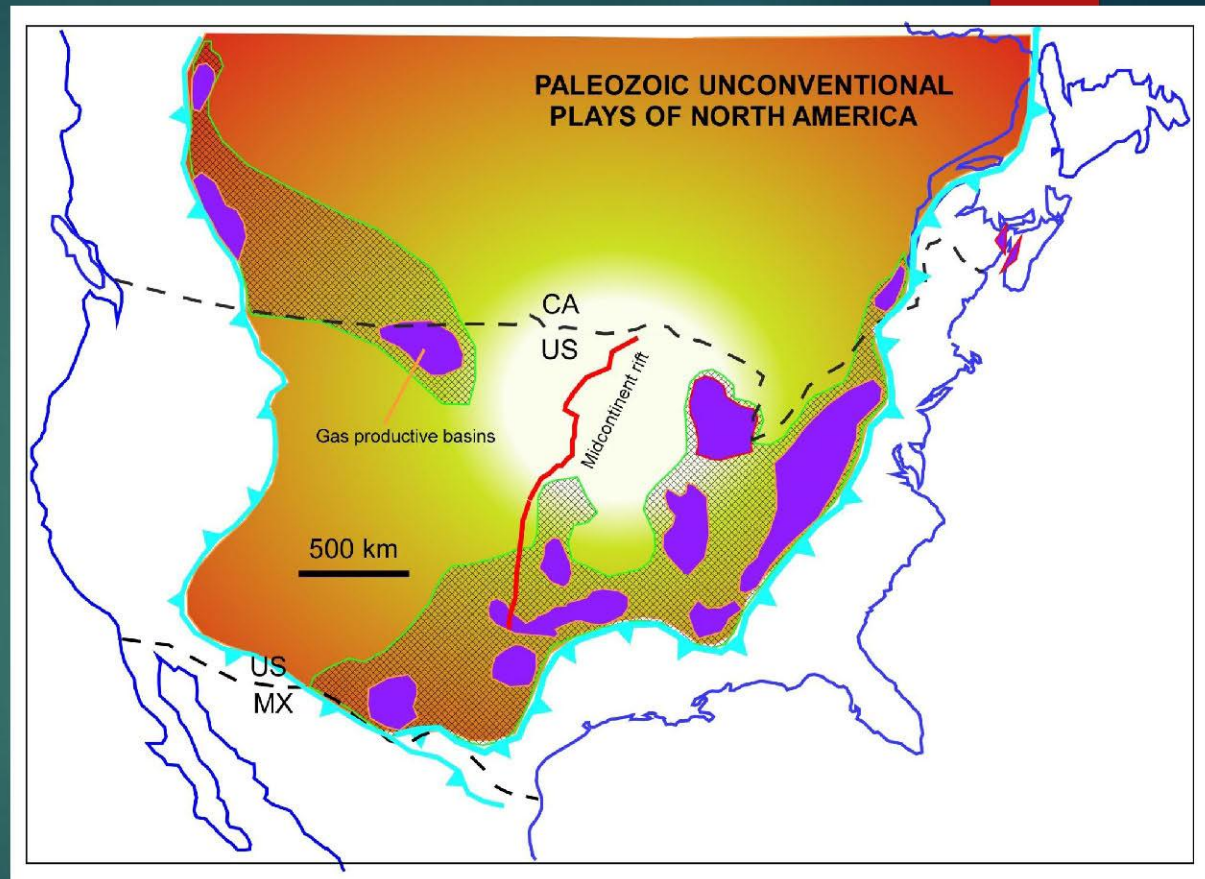 PALEOZOIC UNCONVENTIONAL
PLAYS OF NORTH AMERICA
CA
US
Midcontinent rift
Gas productive basins
500 km
US
MX